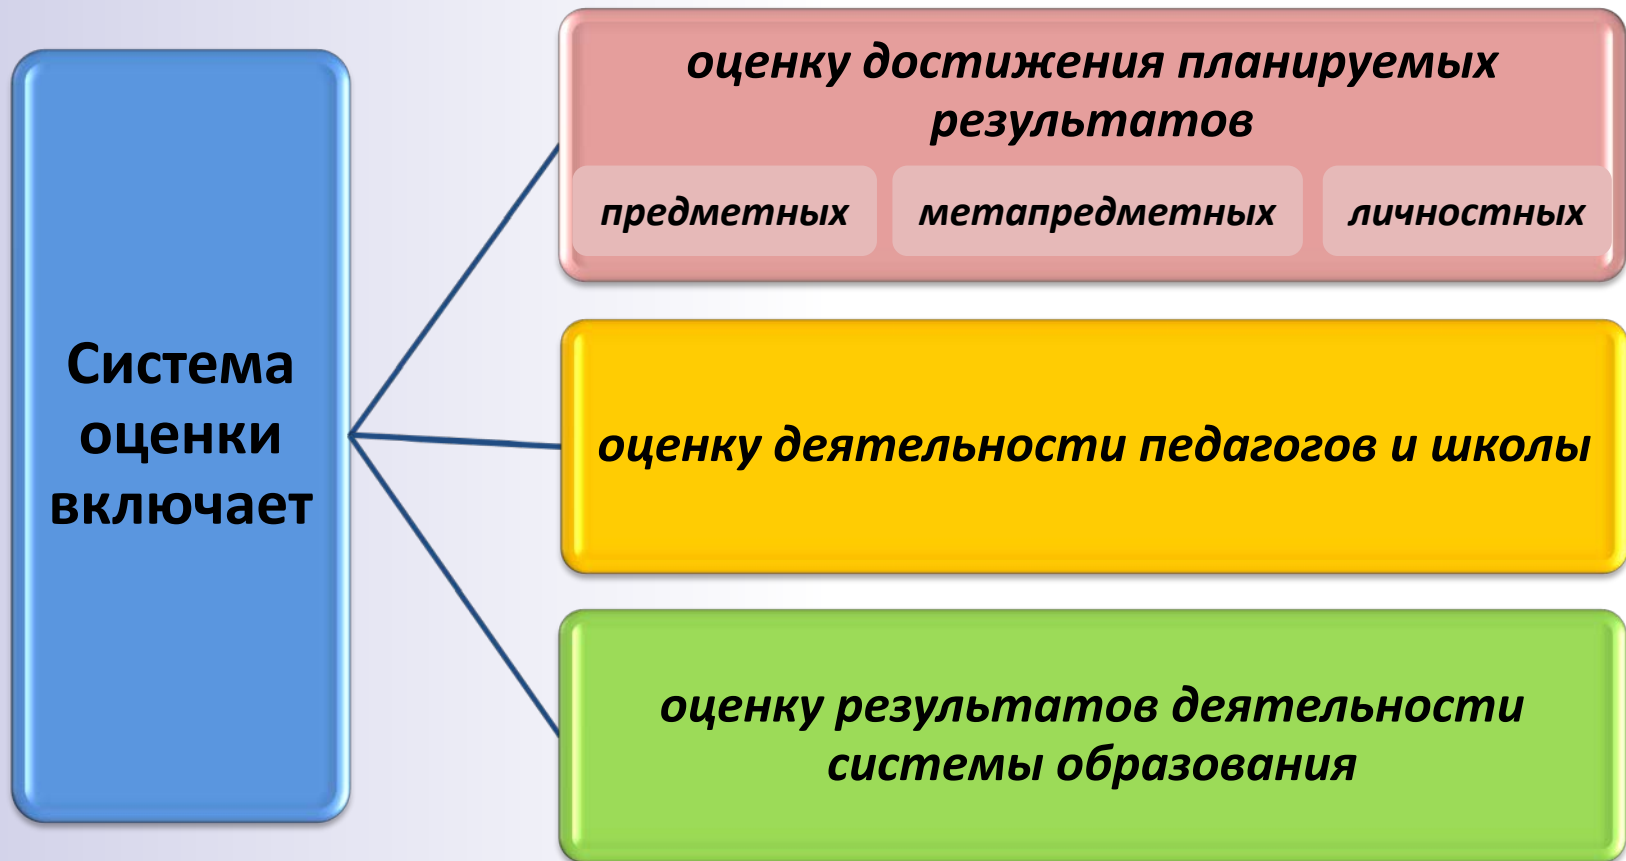 Система
оценки
включает
оценку достижения планируемых
результатов
предметных
метапредметных
личностных
оценку деятельности педагогов и школы
оценку результатов деятельности
системы образования